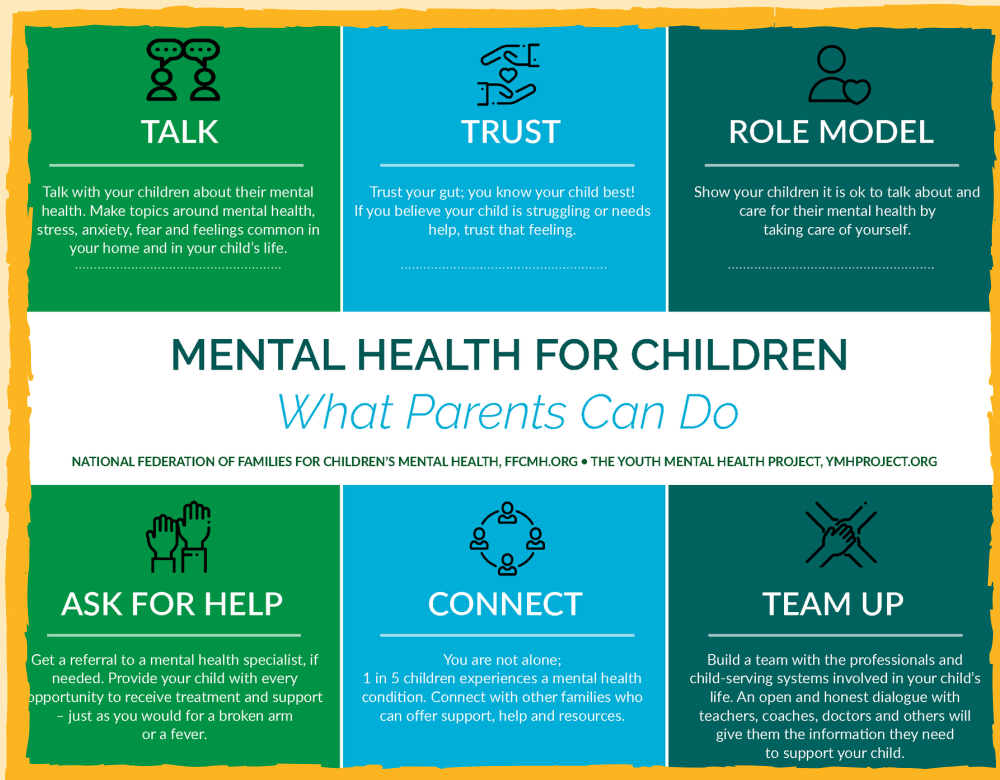 TALK
Talk with your children about their mental
health. Make topics around mental health,
stress, anxiety, fear and feelings common in
your home and in your child's life.
TRUST
Trust your gut; you know your child best!
If you believe your child is struggling or needs
help, trust that feeling.
ROLE MODEL
Show your children it is ok to talk about and
care for their mental health by
taking care of yourself.
MENTAL HEALTH FOR CHILDREN
What Parents Can Do
NATIONAL FEDERATION OF FAMILIES FOR CHILDREN'S MENTAL HEALTH, FFCMH.ORG • THE YOUTH MENTAL HEALTH PROJECT, YMHPROJECT.ORG
ASK FOR HELP
Get a referral to a mental health specialist, if
needed. Provide your child with every
opportunity to receive treatment and support
– just as you would for a broken arm
or a fever.
CONNECT
You are not alone;
1 in 5 children experiences a mental health
condition. Connect with other families who
can offer support, help and resources.
TEAM UP
Build a team with the professionals and
child-serving systems involved in your child's
life. An open and honest dialogue with
teachers, coaches, doctors and others will
give them the information they need
to support your child.